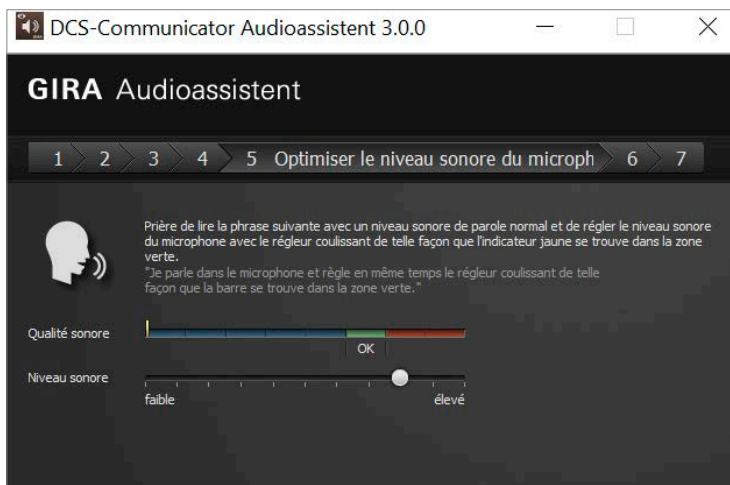 DCS-Communicator Audioassistent 3.0.0
GIRA Audioassistent
1 2 3 4 5 Optimiser le niveau sonore du microph 6 7
Prière de lire la phrase suivante avec un niveau sonore de parole normal et de régler le niveau sonore
du microphone avec le régleur coulissant de telle façon que l'indicateur jaune se trouve dans la zone
verte.
"Je parle dans le microphone et règle en même temps le régleur coulissant de telle
façon que la barre se trouve dans la zone verte."
Qualité sonore
OK
Niveau sonore
faible élevé